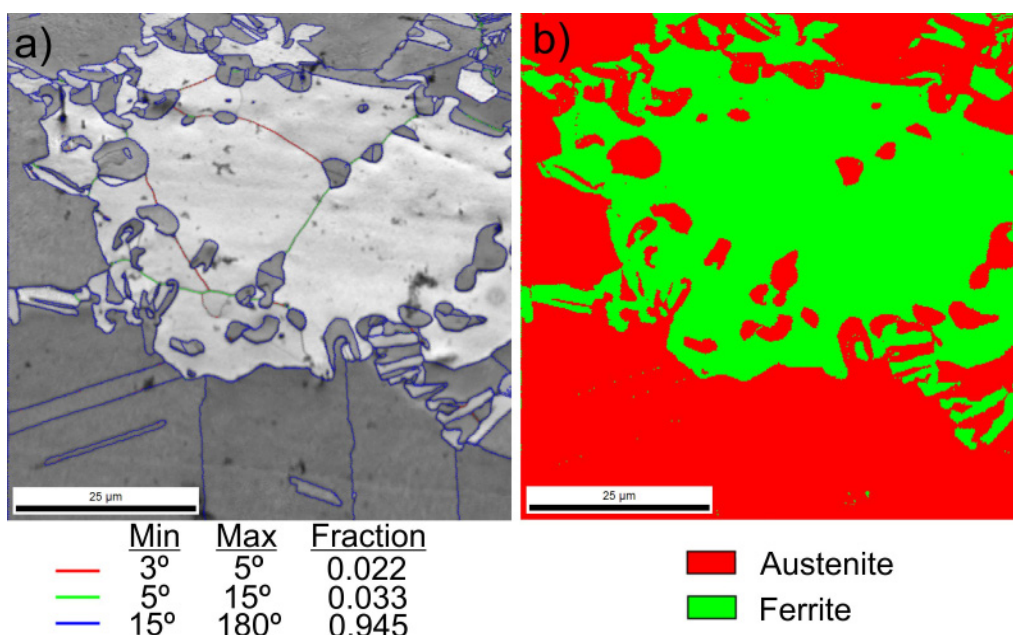 a)
b)
25 µm
25 µm
Min Max Fraction
3º 5º 0.022
5º 15º 0.033
15º 180º 0.945
Austenite
Ferrite